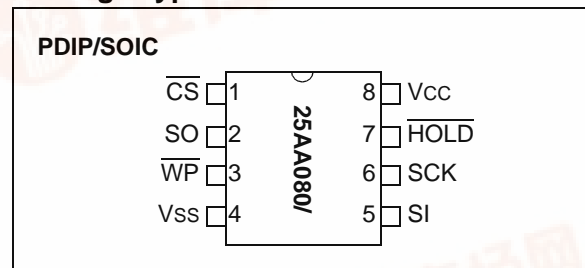 PDIP/SOIC
CS 1 8 Vcc
SO 2 7 HOLD
WP 3 6 SCK
Vss 4 5 SI
25AA080/